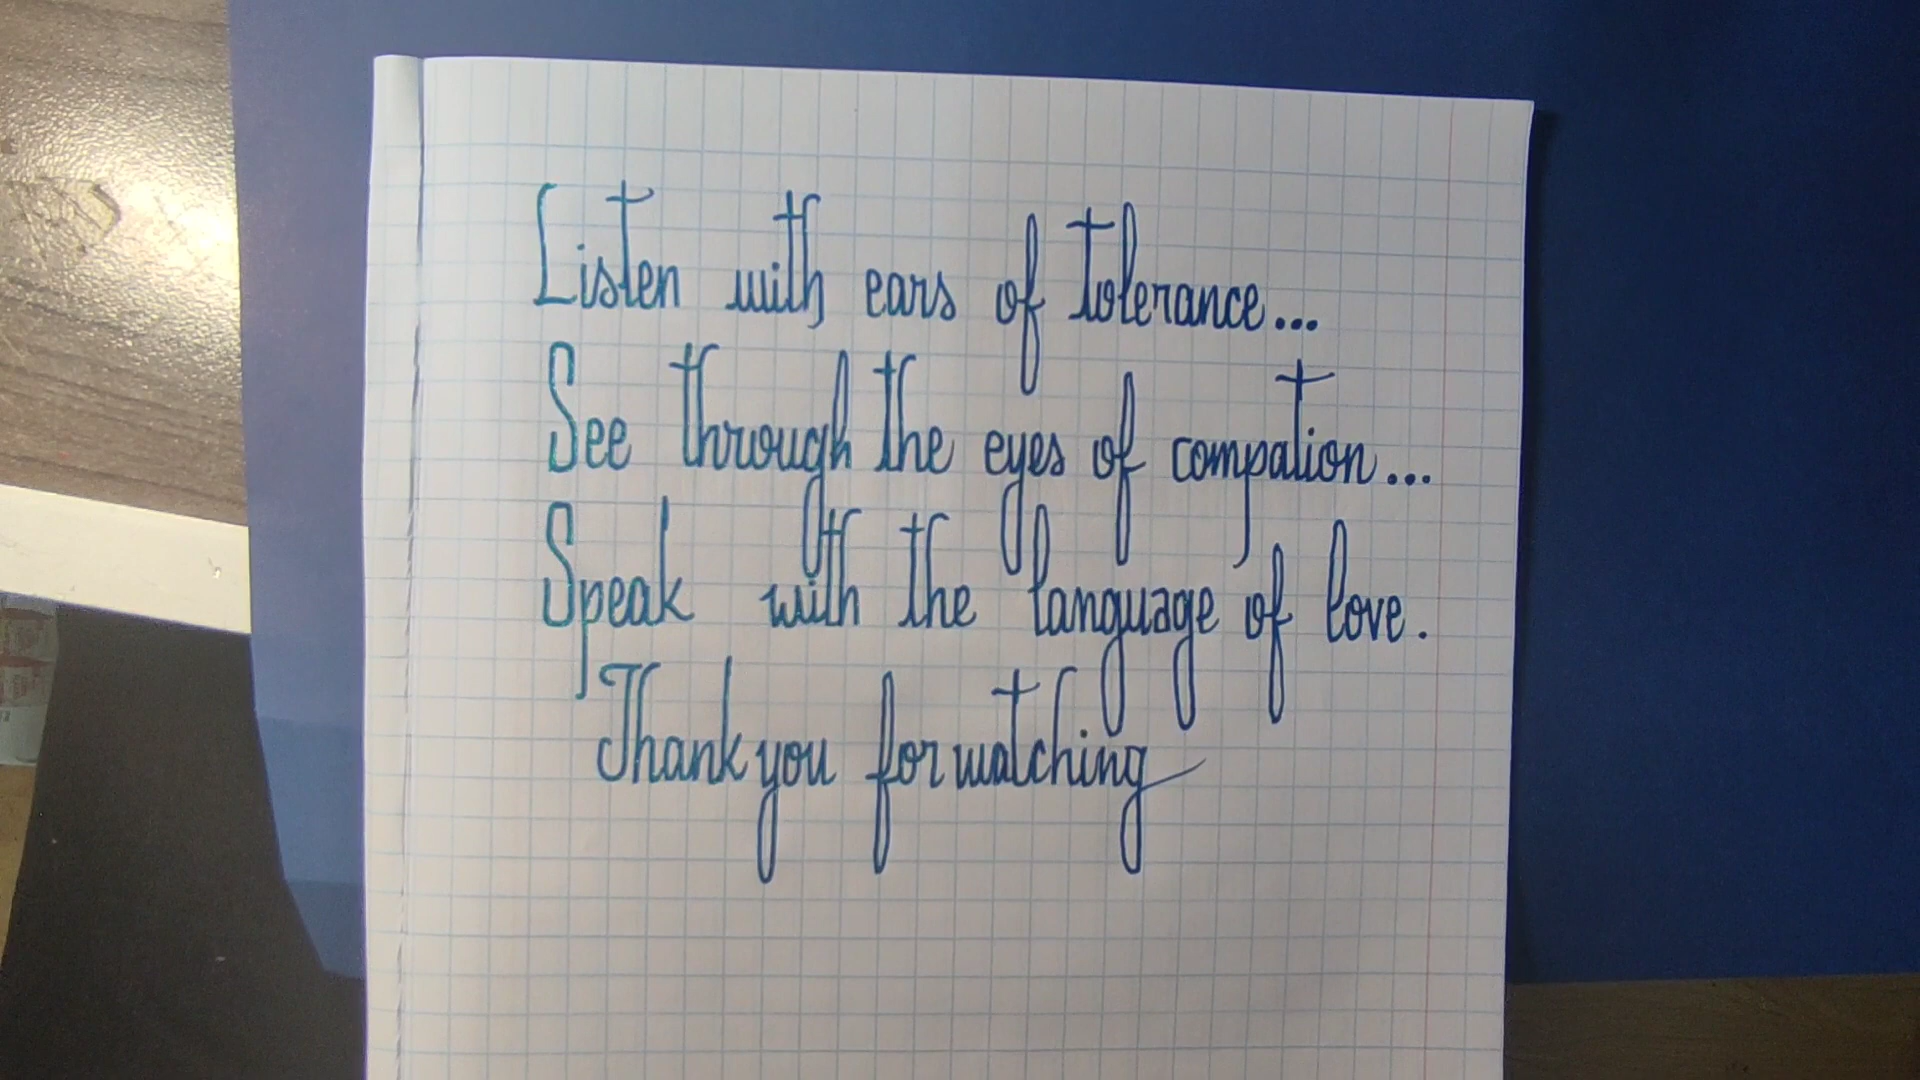 Listen with ears of tolerance...
See through the eyes of compation...
Speak with the language of love.
Thank you for watching